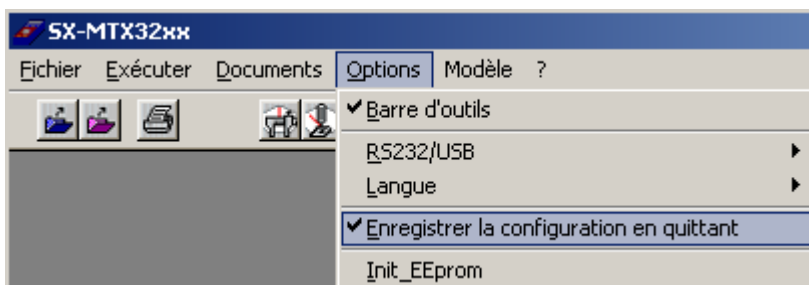 SX-MTX32xx
Fichier Exécuter Documents Options Modèle ?
Barre d'outils
RS232/USB
Langue
Enregistrer la configuration en quittant
Init_EEprom